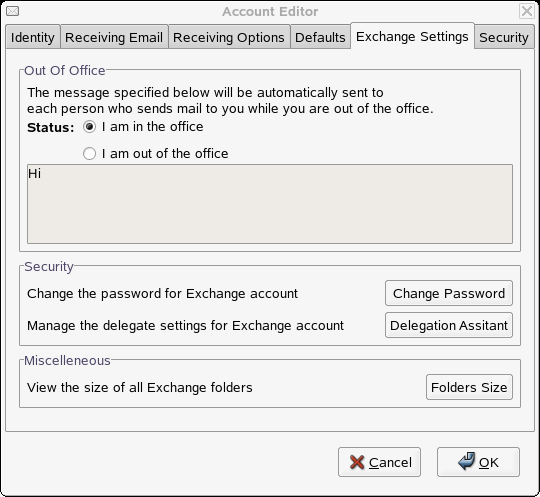 Account Editor
Identity Receiving Email Receiving Options Defaults Exchange Settings Security
Out Of Office
The message specified below will be automatically sent to
each person who sends mail to you while you are out of the office.
Status: I am in the office
I am out of the office
Hi
Security
Change the password for Exchange account Change Password
Manage the delegate settings for Exchange account Delegation Assitant
Miscelleneous
View the size of all Exchange folders Folders Size
Cancel OK